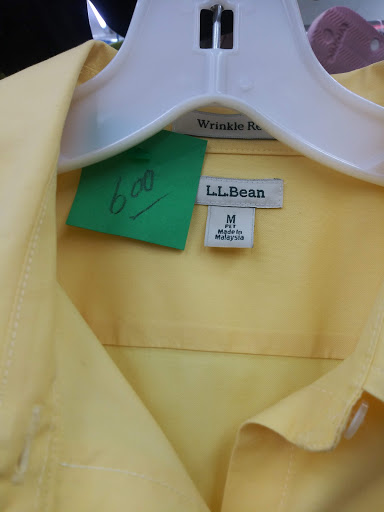 Wrinkle Re
600
L.L.Bean
M
PET
Made in
Malaysia